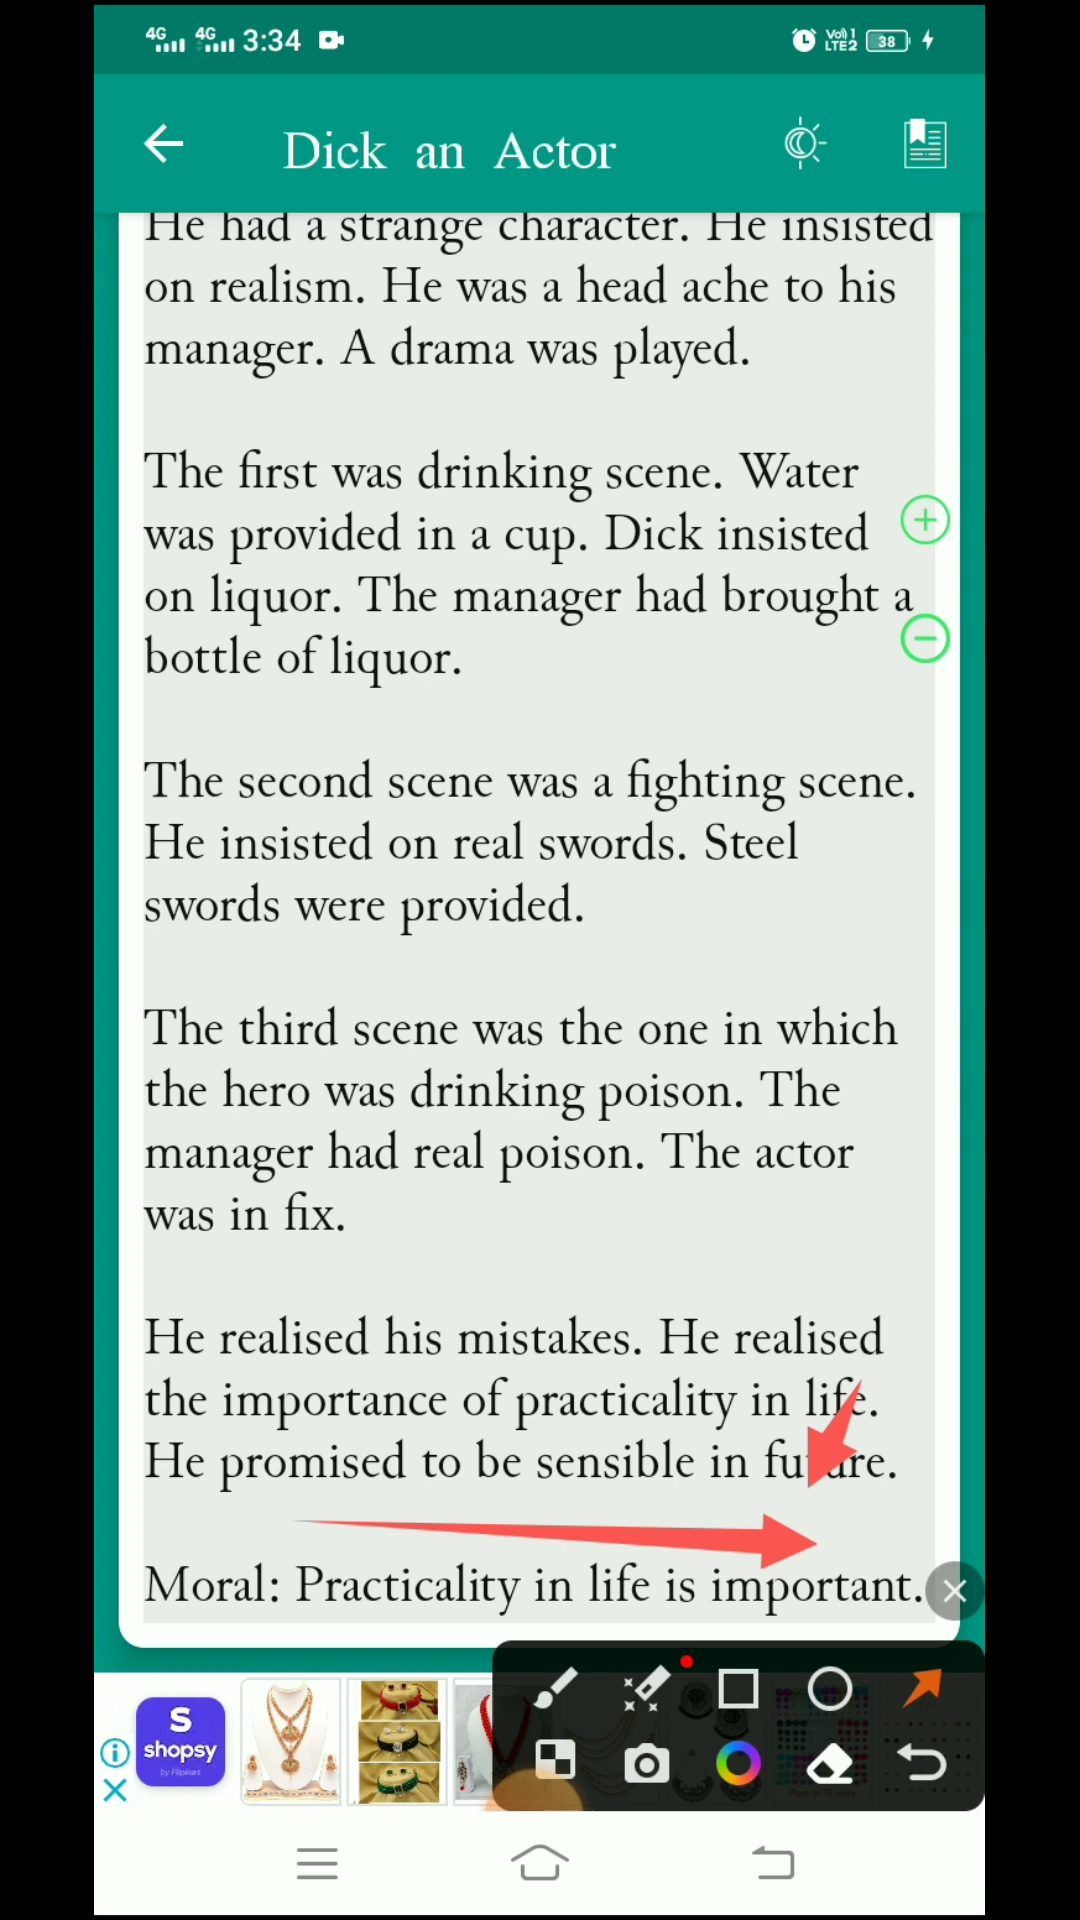 4G 4G 3:34 Vo)) 1 LTE2 38
Dick an Actor
He had a strange character. He insisted
on realism. He was a head ache to his
manager. A drama was played.
The first was drinking scene. Water
was provided in a cup. Dick insisted
on liquor. The manager had brought a
bottle of liquor.
The second scene was a fighting scene.
He insisted on real swords. Steel
swords were provided.
The third scene was the one in which
the hero was drinking poison. The
manager had real poison. The actor
was in fix.
He realised his mistakes. He realised
the importance of practicality in life.
He promised to be sensible in future.
Moral: Practicality in life is important.
S
shopsy
by Flipkart